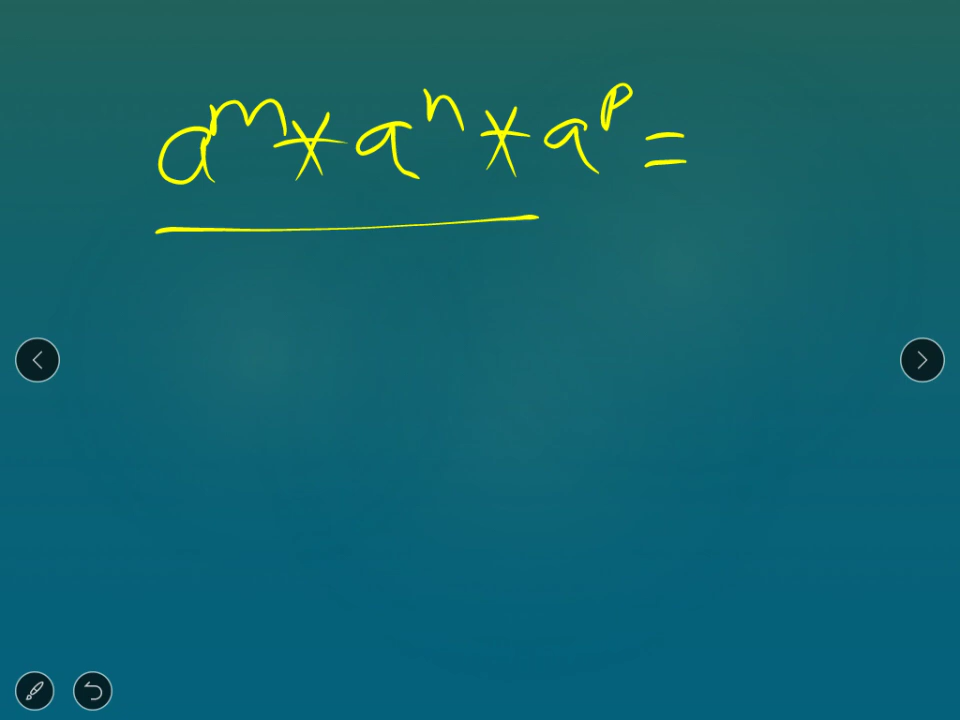 a^m * a^n * a^p =